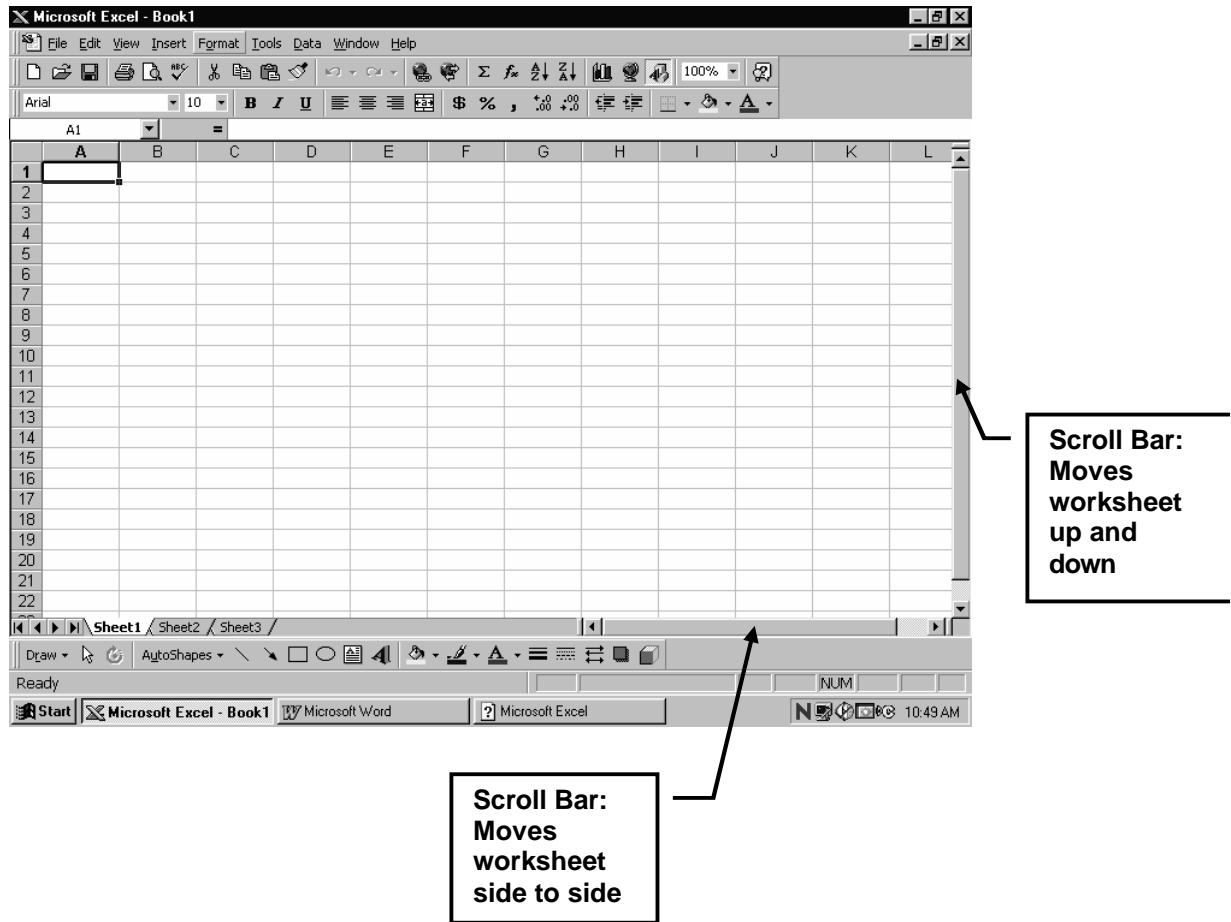 Microsoft Excel - Book1
File Edit View Insert Format Tools Data Window Help
100%
Arial 10 B I U $ % , .00 .00 A
A1 =
A B C D E F G H I J K L
1
2
3
4
5
6
7
8
9
10
11
12
13
14
15
16
17
18
19
20
21
22
Sheet1 Sheet2 Sheet3
Draw AutoShapes A
Ready NUM
Start Microsoft Excel - Book1 Microsoft Word Microsoft Excel N 10:49 AM
Scroll Bar:
Moves
worksheet
up and
down
Scroll Bar:
Moves
worksheet
side to side